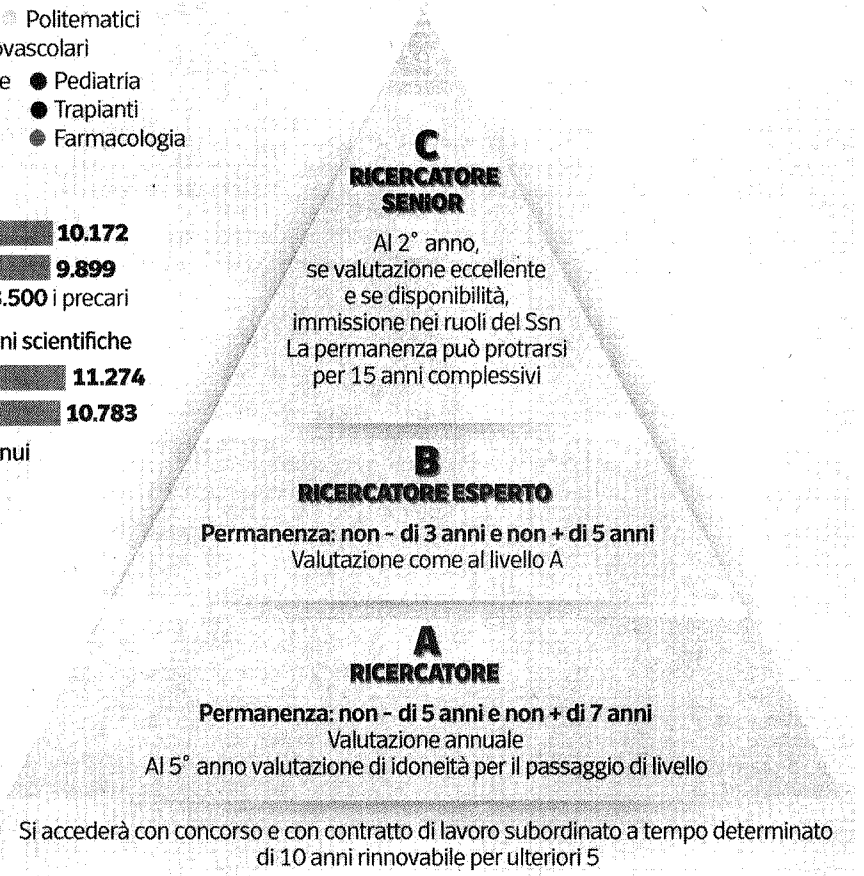 Politematici
ovascolari
e Pediatria
Trapianti
Farmacologia
10.172
9.899
.500 i precari
ni scientifiche
11.274
10.783
nui
C
RICERCATORE
SENIOR
Al 2° anno,
se valutazione eccellente
e se disponibilità,
immissione nei ruoli del Ssn
La permanenza può protrarsi
per 15 anni complessivi
B
RICERCATORE ESPERTO
Permanenza: non - di 3 anni e non + di 5 anni
Valutazione come al livello A
A
RICERCATORE
Permanenza: non - di 5 anni e non + di 7 anni
Valutazione annuale
Al 5° anno valutazione di idoneità per il passaggio di livello
Si accederà con concorso e con contratto di lavoro subordinato a tempo determinato
di 10 anni rinnovabile per ulteriori 5